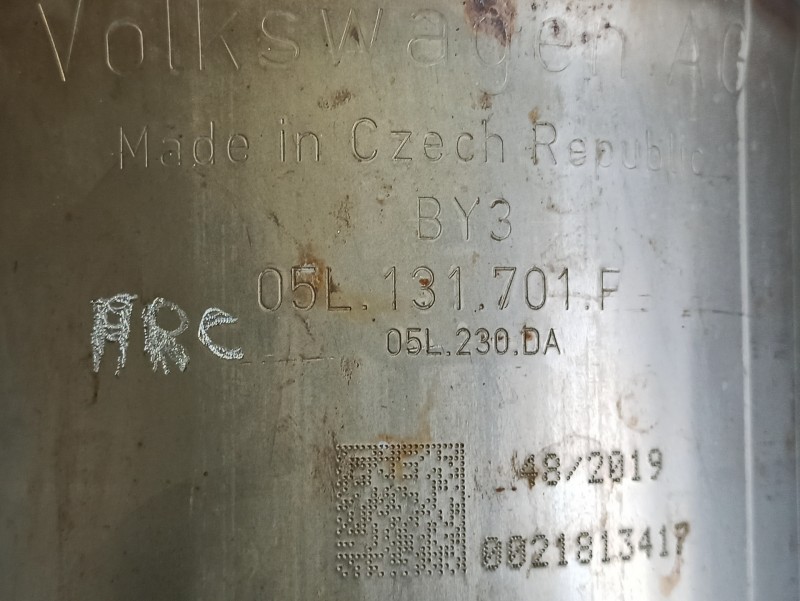 Volkswagen AG
Made in Czech Republic
BY3
05L.131.701.F
05L.230.DA
ARC
48/2019
0021813417